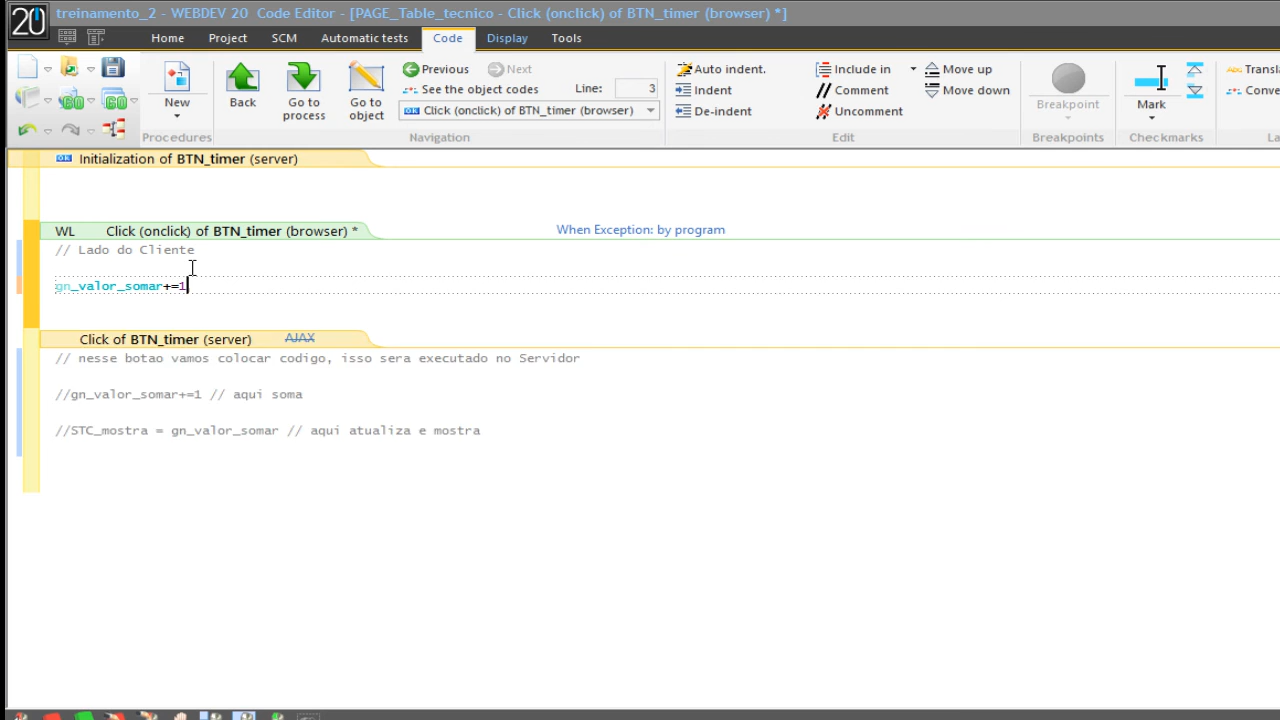 20 treinamento_2 - WEBDEV 20 Code Editor - [PAGE_Table_tecnico - Click (onclick) of BTN_timer (browser) *]
Home Project SCM Automatic tests Code Display Tools
New
Procedures
Back
Go to process
Go to object
Previous Next
See the object codes Line: 3
Click (onclick) of BTN_timer (browser)
Navigation
Auto indent.
Indent
De-indent
Include in
Comment
Uncomment
Move up
Move down
Edit
Breakpoint
Breakpoints
Mark
Checkmarks
Initialization of BTN_timer (server)
WL Click (onclick) of BTN_timer (browser) * When Exception: by program
// Lado do Cliente
gn_valor_somar+=1
Click of BTN_timer (server) AJAX
// nesse botao vamos colocar codigo, isso sera executado no Servidor
//gn_valor_somar+=1 // aqui soma
//STC_mostra = gn_valor_somar // aqui atualiza e mostra